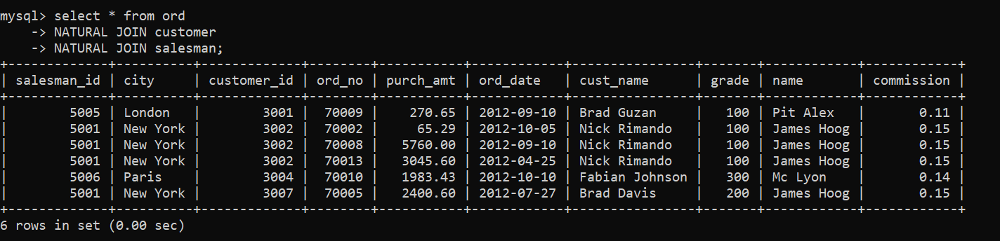 mysql> select * from ord
    -> NATURAL JOIN customer
    -> NATURAL JOIN salesman;
+-------------+----------+-------------+--------+-----------+------------+----------------+-------+------------+------------+
| salesman_id | city     | customer_id | ord_no | purch_amt | ord_date   | cust_name      | grade | name       | commission |
+-------------+----------+-------------+--------+-----------+------------+----------------+-------+------------+------------+
|        5005 | London   |        3001 |  70009 |    270.65 | 2012-09-10 | Brad Guzan     |   100 | Pit Alex   |       0.11 |
|        5001 | New York |        3002 |  70002 |     65.29 | 2012-10-05 | Nick Rimando   |   100 | James Hoog |       0.15 |
|        5001 | New York |        3002 |  70008 |   5760.00 | 2012-09-10 | Nick Rimando   |   100 | James Hoog |       0.15 |
|        5001 | New York |        3002 |  70013 |   3045.60 | 2012-04-25 | Nick Rimando   |   100 | James Hoog |       0.15 |
|        5006 | Paris    |        3004 |  70010 |   1983.43 | 2012-10-10 | Fabian Johnson |   300 | Mc Lyon    |       0.14 |
|        5001 | New York |        3007 |  70005 |   2400.60 | 2012-07-27 | Brad Davis     |   200 | James Hoog |       0.15 |
+-------------+----------+-------------+--------+-----------+------------+----------------+-------+------------+------------+
6 rows in set (0.00 sec)